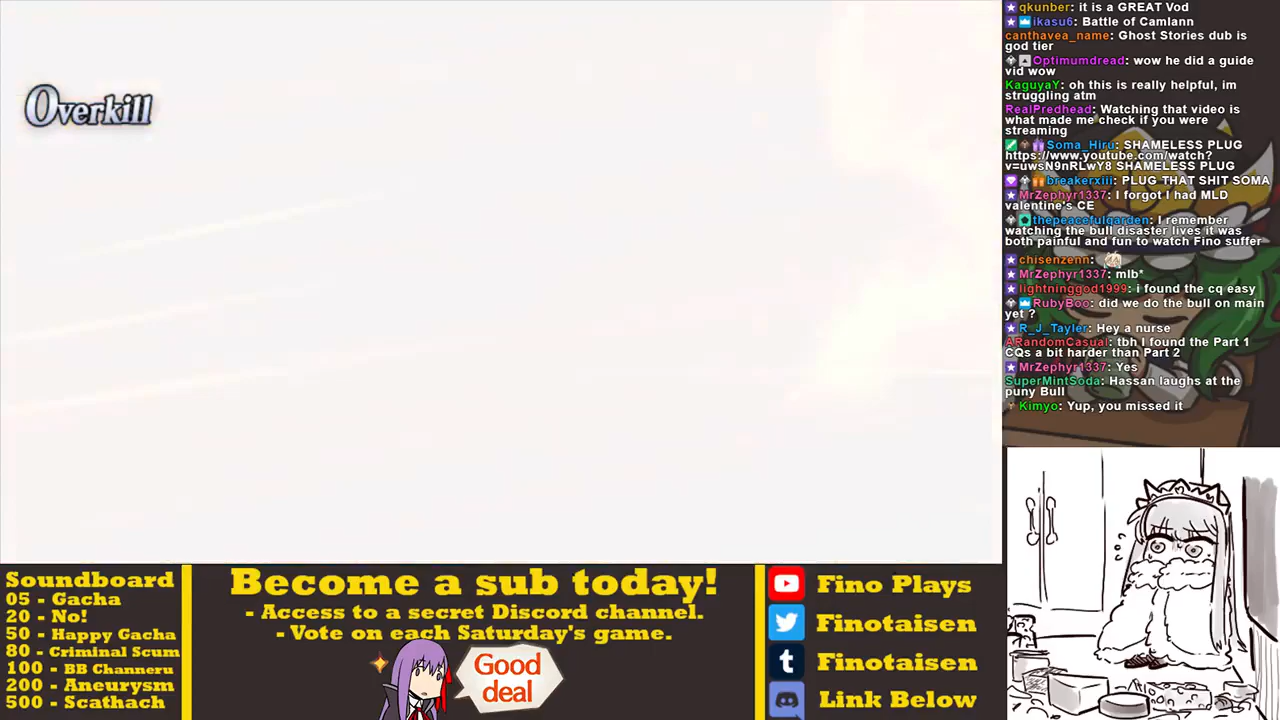 Overkill
qkunber: it is a GREAT Vod
ikasu6: Battle of Camlann
canthavea_name: Ghost Stories dub is
god tier
Optimumdread: wow he did a guide
vid wow
KaguyaY: oh this is really helpful, im
struggling atm
RealPredhead: Watching that video is
what made me check if you were
streaming
Soma_Hiru: SHAMELESS PLUG
https://www.youtube.com/watch?
v=uwsN9nRLwY8 SHAMELESS PLUG
breakerxiii: PLUG THAT SHIT SOMA
MrZephyr1337: I forgot I had MLD
valentine's CE
thepeacefulgarden: I remember
watching the bull disaster lives it was
both painful and fun to watch Fino suffer
chisenzenn:
MrZephyr1337: mlb*
lightninggod1999: i found the cq easy
RubyBoo: did we do the bull on main
yet ?
R_J_Tayler: Hey a nurse
ARandomCasual: tbh I found the Part 1
CQs a bit harder than Part 2
MrZephyr1337: Yes
SuperMintSoda: Hassan laughs at the
puny Bull
Kimyo: Yup, you missed it
Soundboard
05 - Gacha
20 - No!
50 - Happy Gacha
80 - Criminal Scum
100 - BB Channeru
200 - Aneurysm
500 - Scathach
Become a sub today!
- Access to a secret Discord channel.
- Vote on each Saturday's game.
Good
deal
Fino Plays
Finotaisen
Finotaisen
Link Below